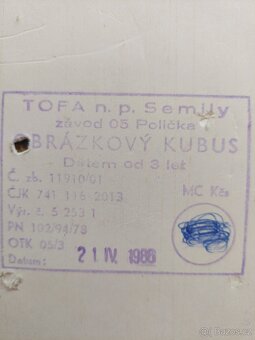 TOFA n.p. Semily
závod 05 Polička
BRÁZKOVÝ KUBUS
Dětem od 3 let
Č. zb. 11910/01
ČJK 741 116-2013
MC Kčs
Výr. č. 5 253 1
PN 102/94/78
OTK 05/3
Datum: 21. IV. 1986